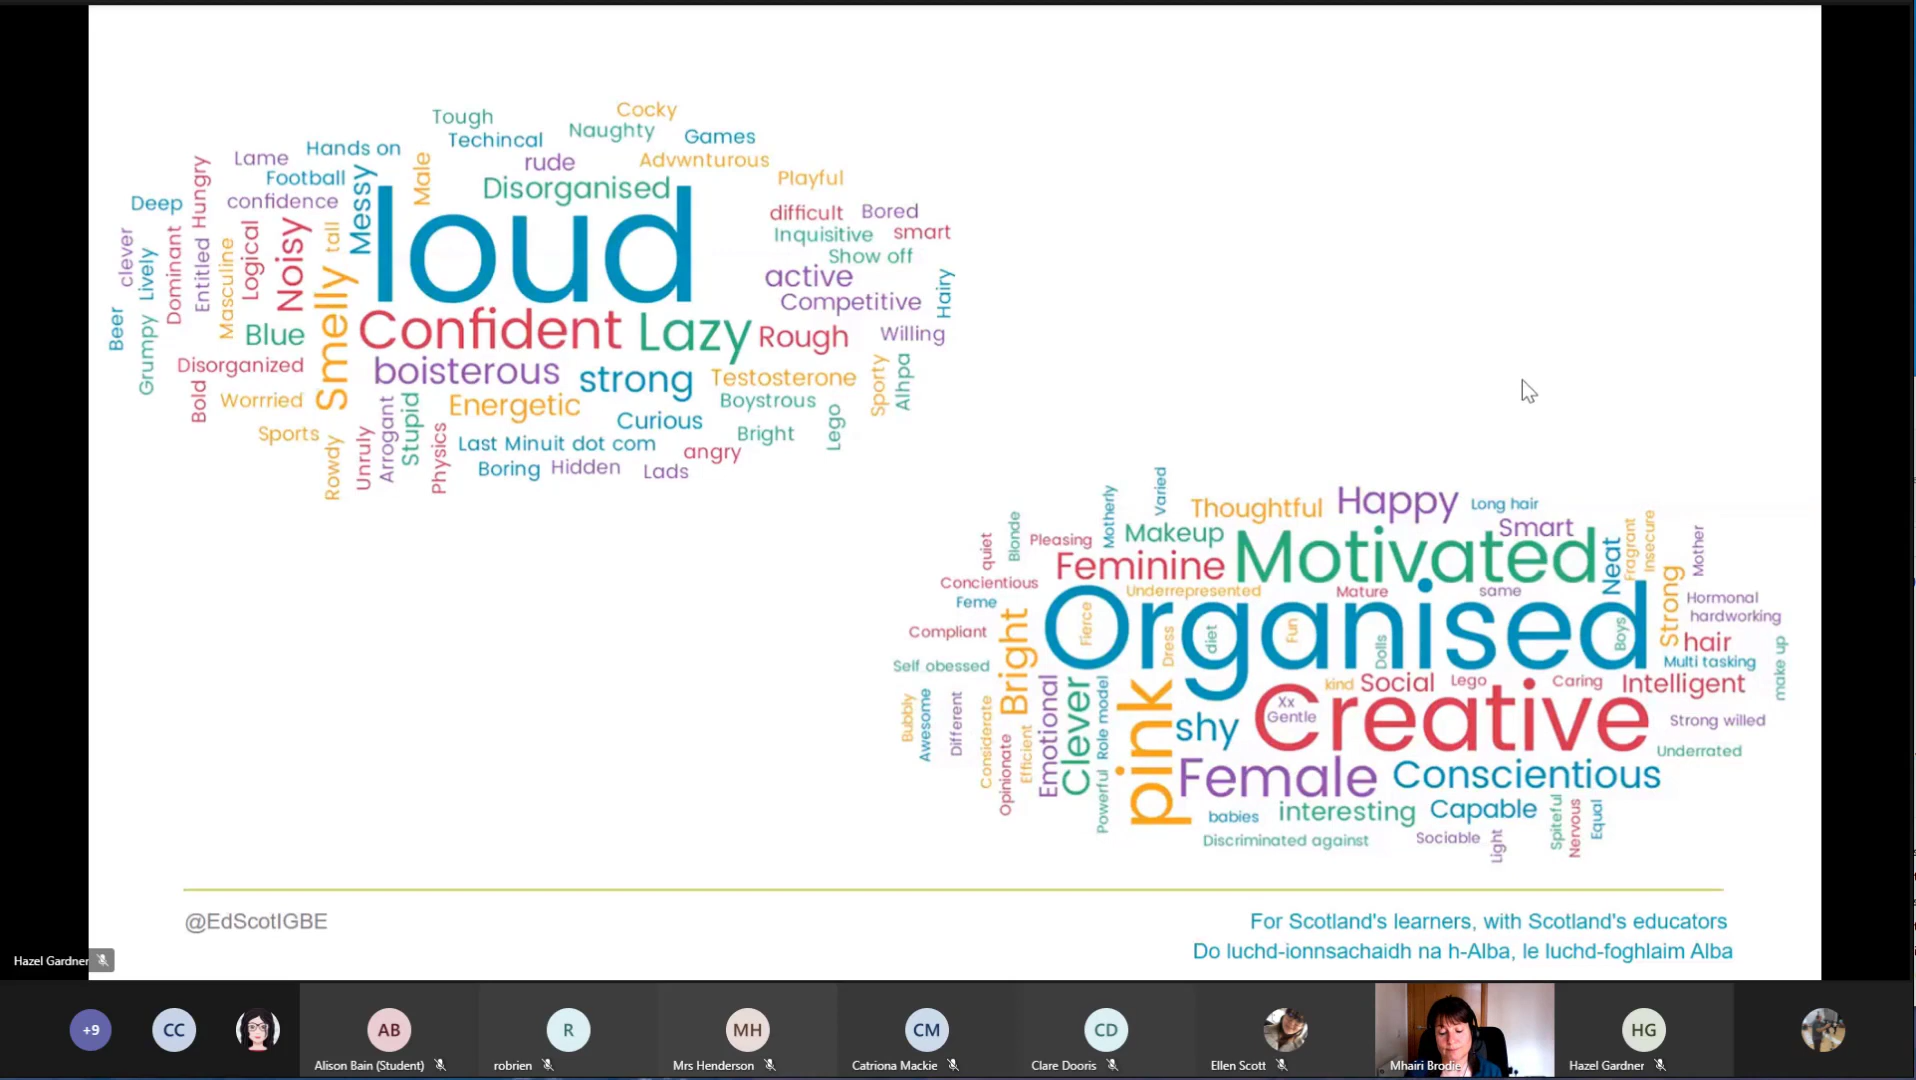 Cocky
Tough
Naughty
Games
Techincal
Hands on
Lame
rude
Advwnturous
Male
Football
Messy
Playful
Disorganised
Hungry
Deep
confidence
difficult
Bored
loud
Inquisitive
smart
clever
Lively
Dominant
Entitled
Masculine
Logical
Noisy
tall
Show off
active
Hairy
Competitive
Beer
Grumpy
Blue
Smelly
Confident
Lazy
Rough
Willing
Disorganized
boisterous
strong
Testosterone
Sporty
Alhpa
Bold
Worrried
Energetic
Boystrous
Arrogant
Stupid
Curious
Lego
Sports
Rowdy
Unruly
Physics
Last Minuit dot com
Bright
angry
Boring
Hidden
Lads
Varied
Motherly
Thoughtful
Happy
Long hair
Blonde
quiet
Pleasing
Makeup
Smart
Fragrant
Insecure
Mother
Feminine
Motivated
Neat
Concientious
Underrepresented
Mature
same
Strong
Feme
Hormonal
hardworking
Organised
Fierce
Dress
diet
Fun
Dolls
Boys
Compliant
Bright
hair
Self obessed
Multi tasking
make up
kind
Social
Lego
Caring
Intelligent
Bubbly
Awesome
Different
Considerate
Opinionate
Efficient
Emotional
Clever
Role model
pink
shy
Xx
Gentle
Creative
Strong willed
Underrated
Powerful
Female
Conscientious
babies
interesting
Capable
Spiteful
Nervous
Equal
Discriminated against
Sociable
Light
@EdScotIGBE
For Scotland's learners, with Scotland's educators
Do luchd-ionnsachaidh na h-Alba, le luchd-foghlaim Alba
Hazel Gardner
+9
CC
AB
R
MH
CM
CD
HG
Alison Bain (Student)
robrien
Mrs Henderson
Catriona Mackie
Clare Dooris
Ellen Scott
Mhairi Brodie
Hazel Gardner